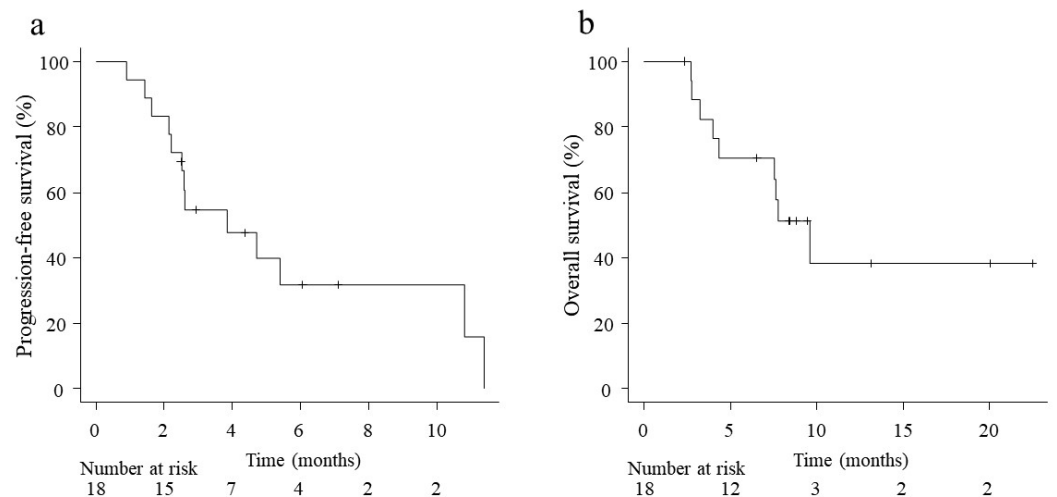 a
Progression-free survival (%)
100
80
60
40
20
0
0 2 4 6 8 10
Time (months)
Number at risk
18 15 7 4 2 2
b
Overall survival (%)
100
80
60
40
20
0
0 5 10 15 20
Time (months)
Number at risk
18 12 3 2 2